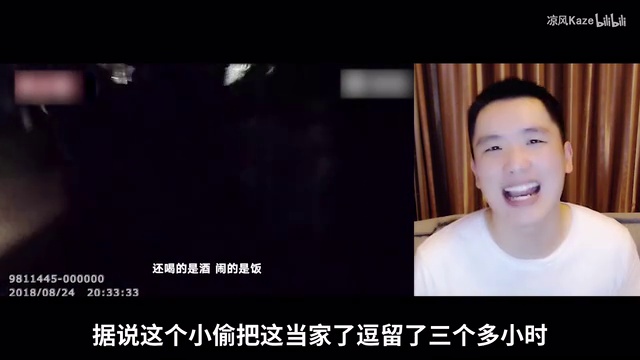 凉风Kaze bilibili
还喝的是酒 闹的是饭
9811445-000000
2018/08/24 20:33:33
据说这个小偷把这当家了逗留了三个多小时